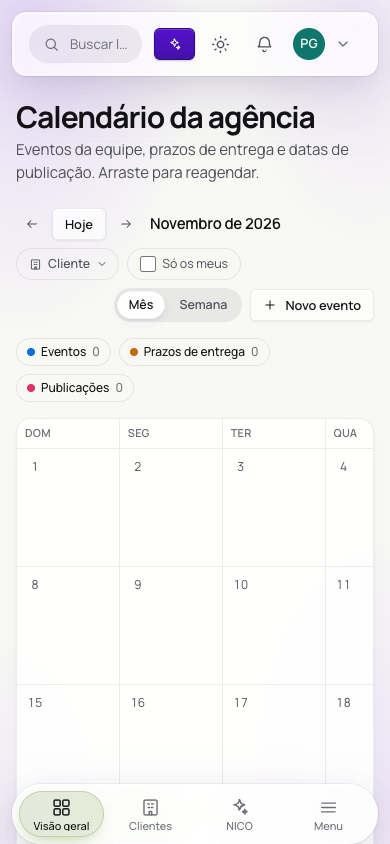 Buscar l...
PG
Calendário da agência
Eventos da equipe, prazos de entrega e datas de
publicação. Arraste para reagendar.
Hoje
Novembro de 2026
Cliente
Só os meus
Mês
Semana
Novo evento
Eventos 0
Prazos de entrega 0
Publicações 0
DOM SEG TER QUA
1 2 3 4
8 9 10 11
15 16 17 18
Visão geral
Clientes
NICO
Menu